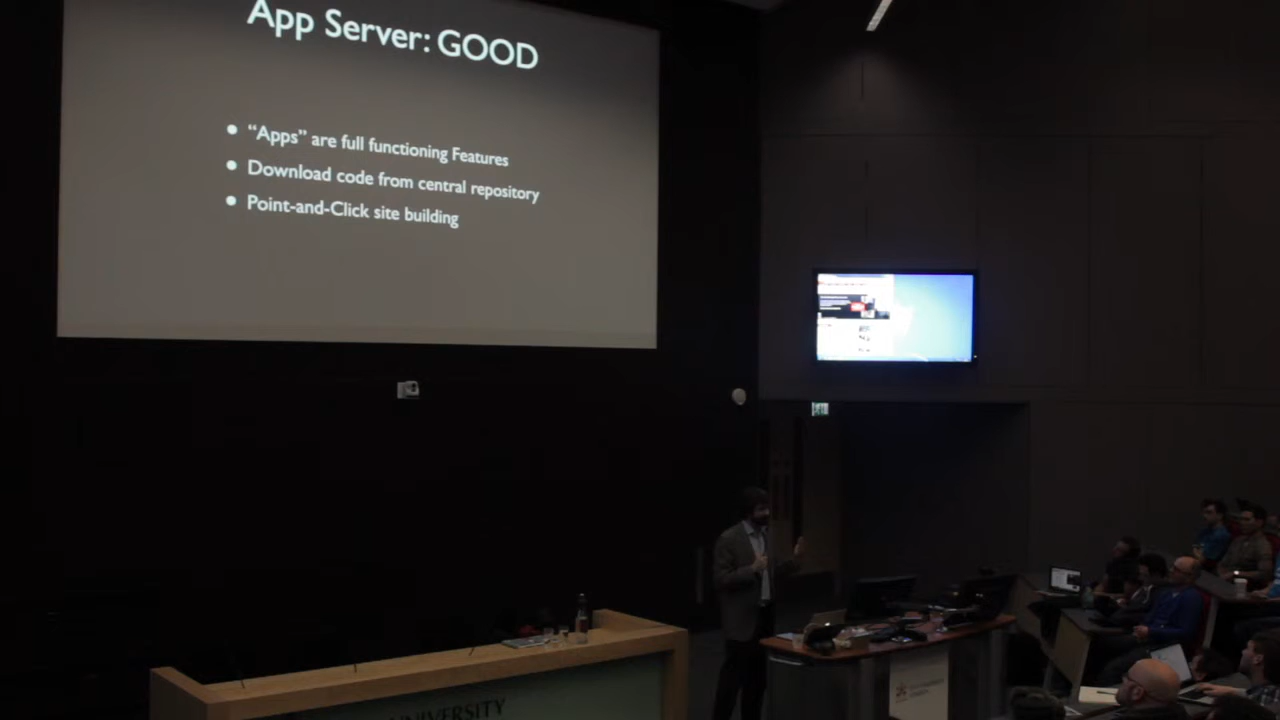 App Server: GOOD
• “Apps” are full functioning Features
• Download code from central repository
• Point-and-Click site building
UNIVERSITY